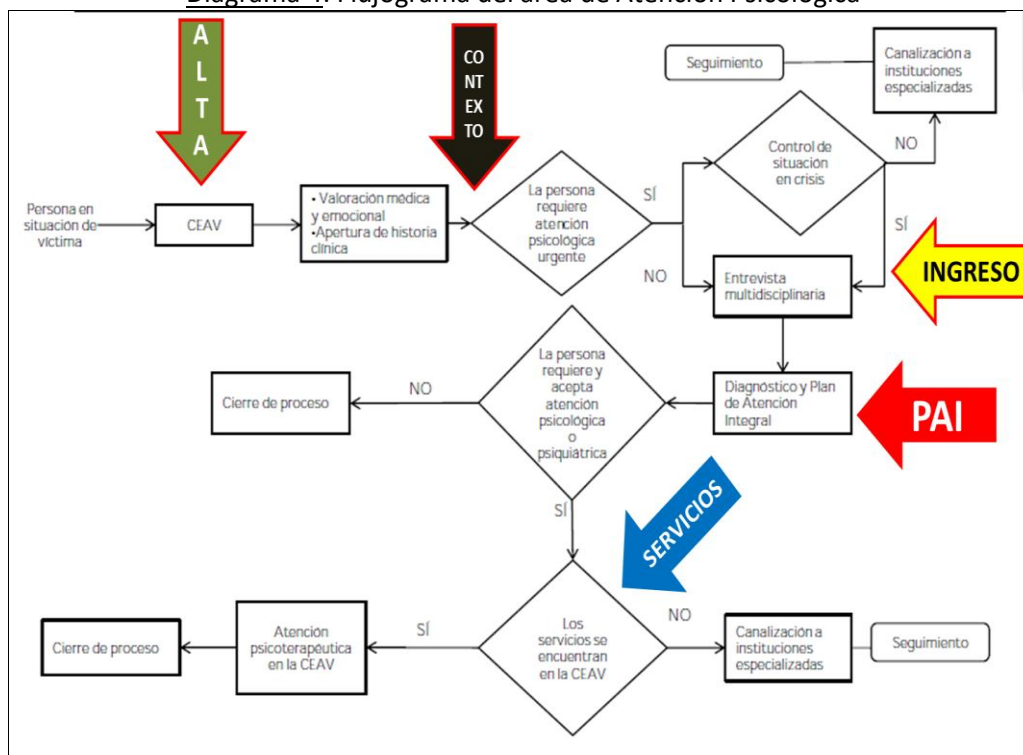 Diagrama 4. Flujograma del área de Atención Psicológica
A
L
T
A
CO
NT
EX
TO
Seguimiento
Canalización a
instituciones
especializadas
Control de
situación
en crisis
NO
SÍ
Persona en
situación de
víctima
CEAV
• Valoración médica
y emocional
•Apertura de historia
clínica
La persona
requiere
atención
psicológica
urgente
SÍ
NO
Entrevista
multidisciplinaria
INGRESO
Diagnóstico y Plan
de Atención
Integral
PAI
La persona
requiere y
acepta
atención
psicológica
o
psiquiátrica
NO
Cierre de proceso
SÍ
SERVICIOS
Los
servicios se
encuentran
en la CEAV
SÍ
Atención
psicoterapéutica
en la CEAV
Cierre de proceso
NO
Canalización a
instituciones
especializadas
Seguimiento